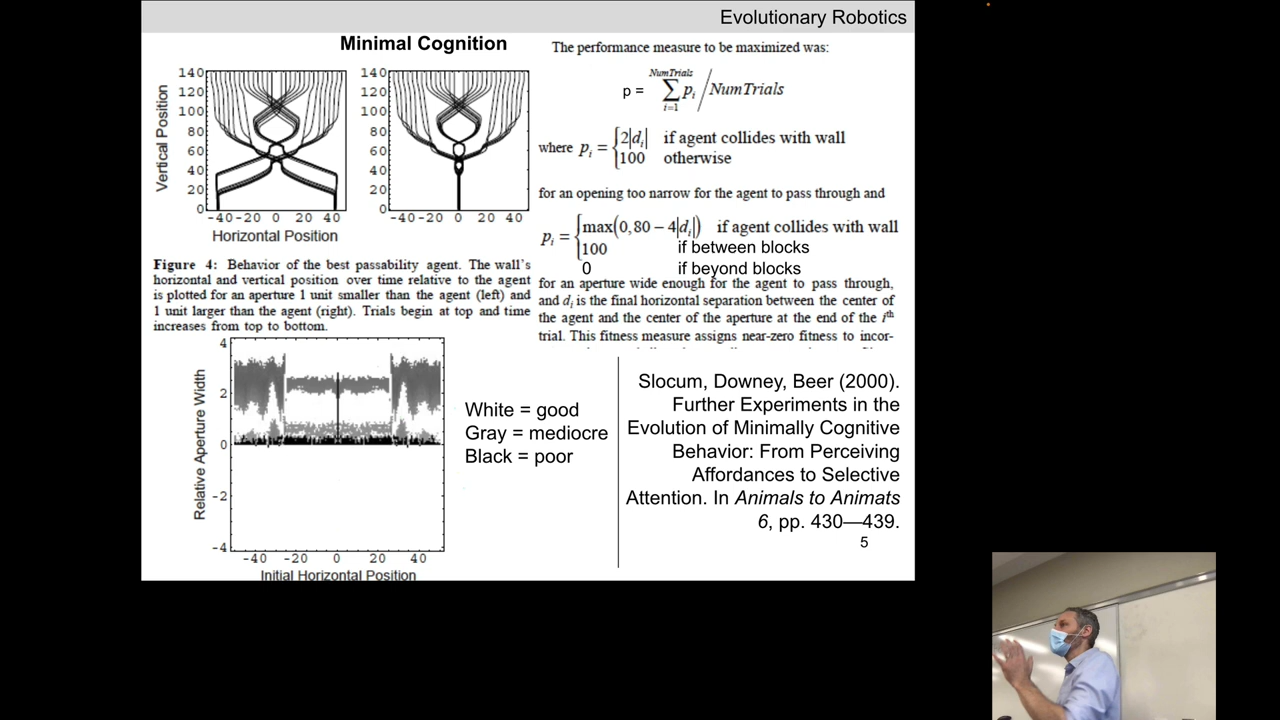 Evolutionary Robotics
Minimal Cognition
140
120
100
80
60
40
20
0
Vertical Position
-40 -20 0 20 40
Horizontal Position
140
120
100
80
60
40
20
0
-40 -20 0 20 40
Figure 4: Behavior of the best passability agent. The wall's
horizontal and vertical position over time relative to the agent
is plotted for an aperture 1 unit smaller than the agent (left) and
1 unit larger than the agent (right). Trials begin at top and time
increases from top to bottom.
4
2
0
-2
-4
Relative Aperture Width
-40 -20 0 20 40
Initial Horizontal Position
White = good
Gray = mediocre
Black = poor
The performance measure to be maximized was:
p = NumTrials ∑ i=1 p_i / NumTrials
where p_i = { 2|d_i| if agent collides with wall
100 otherwise
for an opening too narrow for the agent to pass through and
p_i = { max(0, 80 − 4|d_i|) if agent collides with wall
100 if between blocks
0 if beyond blocks
for an aperture wide enough for the agent to pass through,
and d_i is the final horizontal separation between the center of
the agent and the center of the aperture at the end of the i^th
trial. This fitness measure assigns near-zero fitness to incor-
Slocum, Downey, Beer (2000).
Further Experiments in the
Evolution of Minimally Cognitive
Behavior: From Perceiving
Affordances to Selective
Attention. In Animals to Animats
6, pp. 430—439.
5